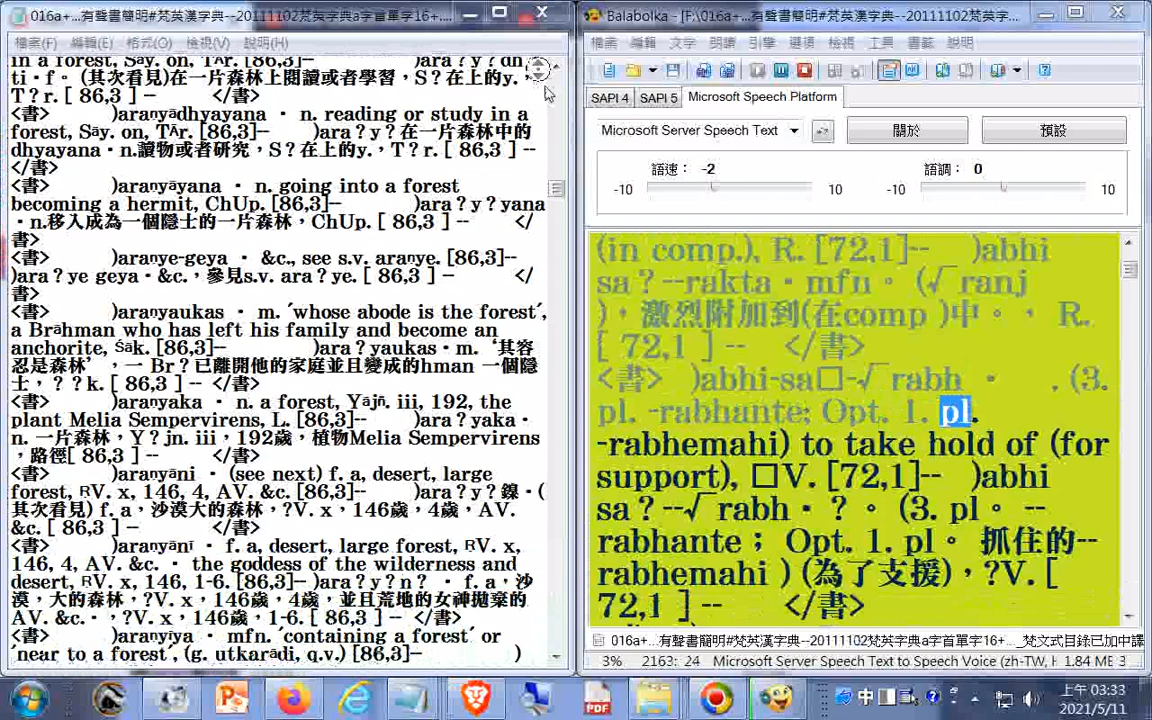 016a+...有聲書簡明#梵英漢字典--20111102梵英字典a字首單字16+...
檔案(F) 編輯(E) 格式(O) 檢視(V) 說明(H)
in a forest, Sāy. on, TĀr. [86,3]-- )ara？y？dh
ti‧f。(其次看見)在一片森林上閱讀或者學習，S？在上的y.，
T？r. [ 86,3 ] -- </書>
<書> )araṇyādhyayana ‧ n. reading or study in a
forest, Sāy. on, TĀr. [86,3]-- )ara？y？在一片森林中的
dhyayana‧n.讀物或者研究，S？在上的y.，T？r. [ 86,3 ] --
</書>
<書> )araṇyāyana ‧ n. going into a forest
becoming a hermit, ChUp. [86,3]-- )ara？y？yana
‧n.移入成為一個隱士的一片森林，ChUp. [ 86,3 ] -- </
書>
<書> )araṇye-geya ‧ &c., see s.v. araṇye. [86,3]--
)ara？ye geya‧&c.，參見s.v. ara？ye. [ 86,3 ] -- </
書>
<書> )araṇyaukas ‧ m. 'whose abode is the forest',
a Brāhman who has left his family and become an
anchorite, Śāk. [86,3]-- )ara？yaukas‧m.‘其容
忍是森林’，一 Br？已離開他的家庭並且變成的hman 一個隱
士，？？k. [ 86,3 ] -- </書>
<書> )araṇyaka ‧ n. a forest, Yājñ. iii, 192, the
plant Melia Sempervirens, L. [86,3]-- )ara？yaka‧
n. 一片森林，Y？jn. iii，192歲，植物Melia Sempervirens
，路徑[ 86,3 ] -- </書>
<書> )araṇyāni ‧ (see next) f. a, desert, large
forest, RV. x, 146, 4, AV. &c. [86,3]-- )ara？y？鎳‧(
其次看見) f. a，沙漠大的森林，?V. x，146歲，4歲，AV.
&c. [ 86,3 ] -- </書>
<書> )araṇyānī ‧ f. a, desert, large forest, RV. x,
146, 4, AV. &c. ‧ the goddess of the wilderness and
desert, RV. x, 146, 1-6. [86,3]-- )ara？y？n？ ‧ f. a，沙
漠，大的森林，?V. x，146歲，4歲，並且荒地的女神拋棄的
AV. &c.‧?V. x，146歲，1-6. [ 86,3 ] -- </書>
<書> )araṇyīya ‧ mfn. 'containing a forest' or
'near to a forest', (g. utkarādi, q.v.) [86,3]-- )
Balabolka - [F:\016a+...有聲書簡明#梵英漢字典--20111102梵英字...
檔案 編輯 文字 朗讀 引擎 選項 檢視 工具 書籤 說明
SAPI 4 SAPI 5 Microsoft Speech Platform
Microsoft Server Speech Text 關於 預設
語速： -2 語調： 0
-10 10 -10 10
(in comp.), R. [72,1]-- )abhi
sa？--rakta‧mfn。(√ ranj
)，激烈附加到(在comp )中。， R.
[ 72,1 ] -- </書>
<書> )abhi-sa□-√ rabh ‧ . (3.
pl. -rabhante; Opt. 1. pl.
-rabhemahi) to take hold of (for
support), □V. [72,1]-- )abhi
sa？--√ rabh‧？。(3. pl。--
rabhante； Opt. 1. pl。抓住的--
rabhemahi ) (為了支援)，?V. [
72,1 ] -- </書>
016a+...有聲書簡明#梵英漢字典--20111102梵英字典a字首單字16+... _梵文式目錄已加中譯
3% 2163: 24 Microsoft Server Speech Text to Speech Voice (zh-TW, H 1.84 MB 3
中 上午 03:33
2021/5/11